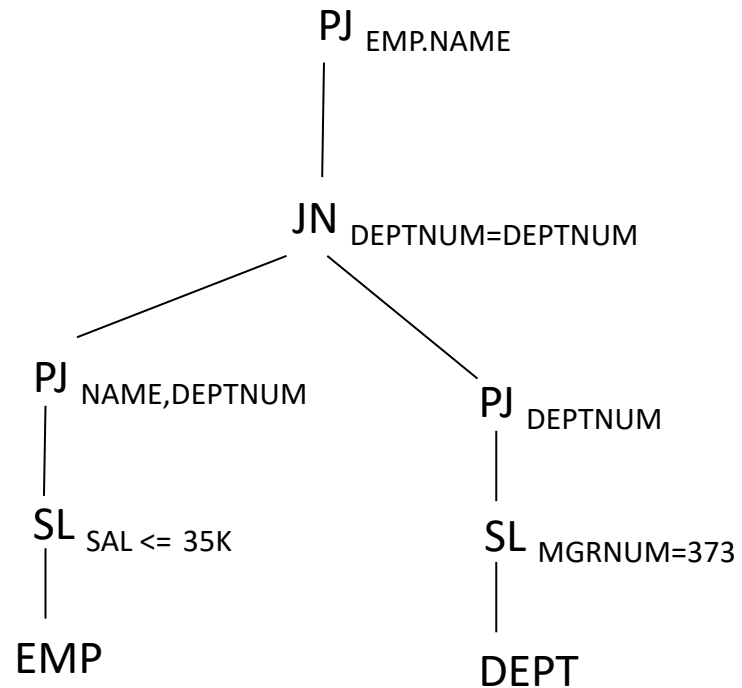 PJ EMP.NAME
JN DEPTNUM=DEPTNUM
PJ NAME,DEPTNUM
PJ DEPTNUM
SL SAL <= 35K
SL MGRNUM=373
EMP
DEPT